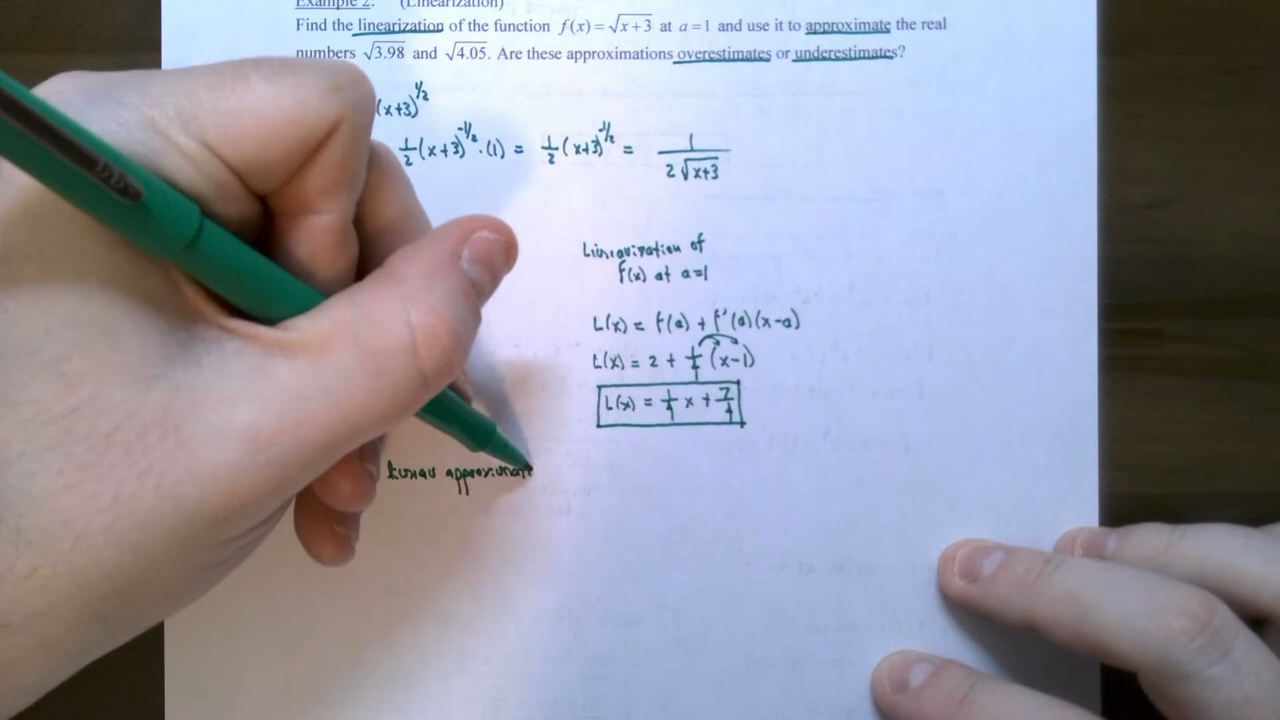 Example 2: (Linearization)
Find the linearization of the function f(x) = √x+3 at a = 1 and use it to approximate the real
numbers √3.98 and √4.05. Are these approximations overestimates or underestimates?
(x+3)^1/2
1/2 (x+3)^-1/2 · (1) = 1/2 (x+3)^-1/2 = 1/2√x+3
Linearization of
f(x) at a=1
L(x) = f(a) + f'(a)(x-a)
L(x) = 2 + 1/4 (x-1)
L(x) = 1/4 x + 7/4
linear approximat